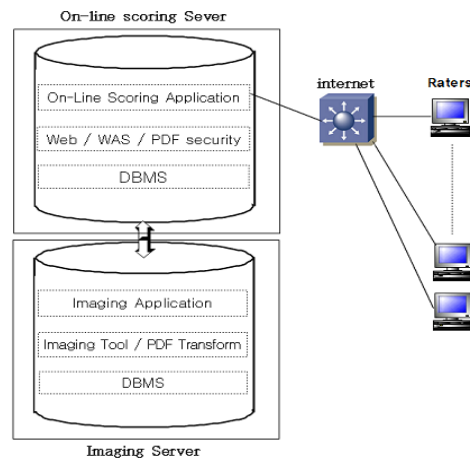 On-line scoring Sever
internet
Raters
On-Line Scoring Application
Web / WAS / PDF security
DBMS
Imaging Application
Imaging Tool / PDF Transform
DBMS
Imaging Server